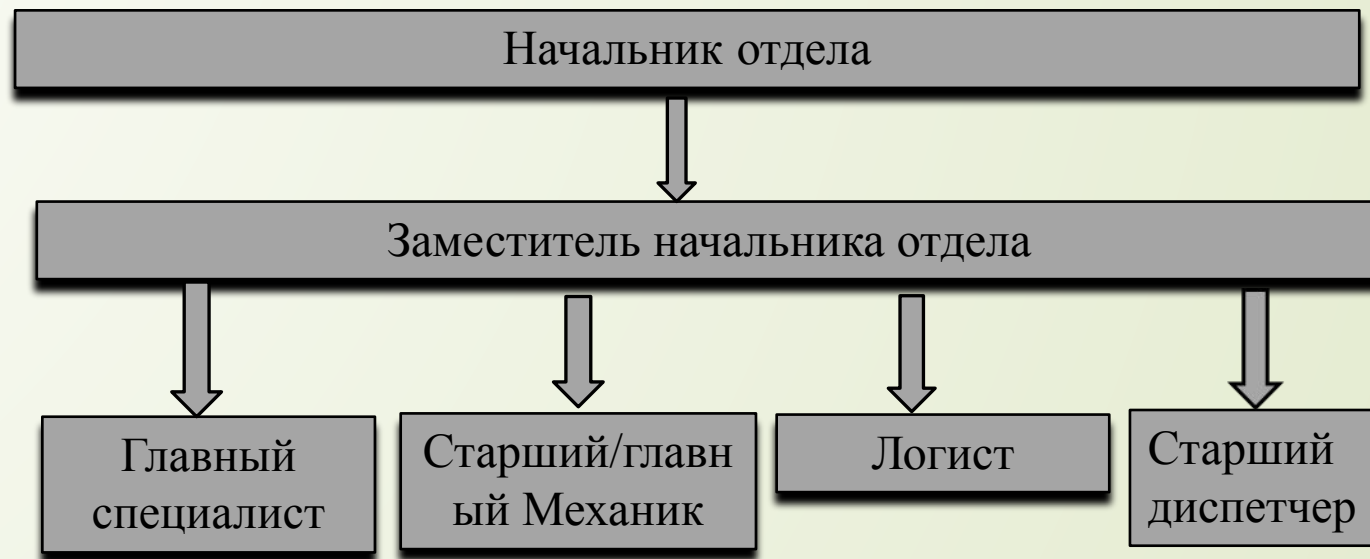 Начальник отдела
Заместитель начальника отдела
Главный
специалист
Старший/главн
ый Механик
Логист
Старший
диспетчер